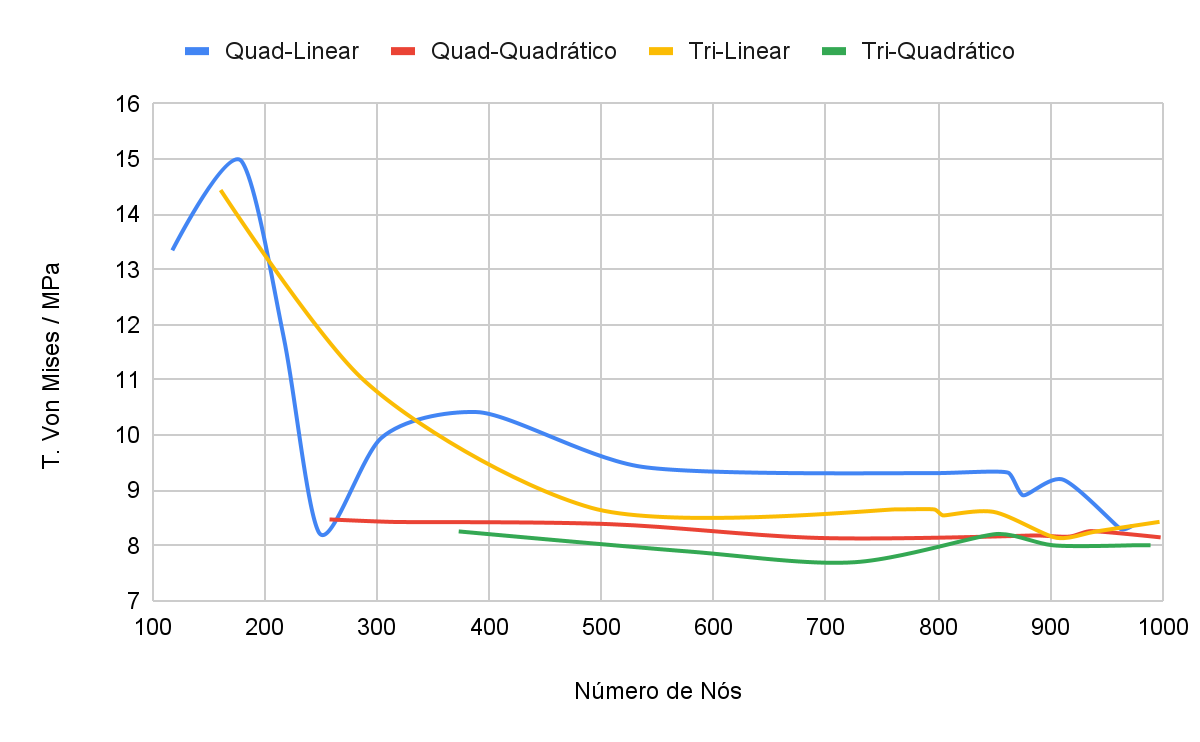 Quad-Linear Quad-Quadrático Tri-Linear Tri-Quadrático
16
15
14
13
12
11
10
9
8
7
T. Von Mises / MPa
100 200 300 400 500 600 700 800 900 1000
Número de Nós